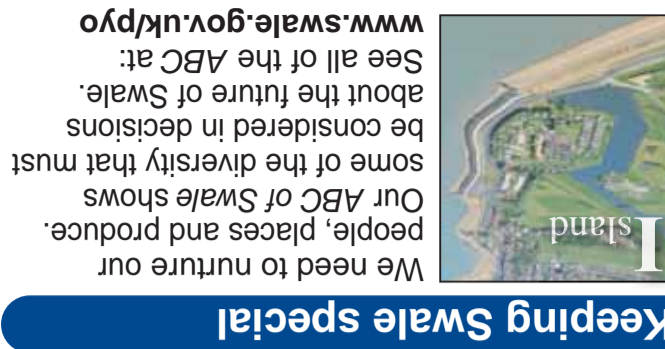 Keeping Swale special
We need to nurture our
people, places and produce.
Our ABC of Swale shows
some of the diversity that must
be considered in decisions
about the future of Swale.
See all of the ABC at:
www.swale.gov.uk/pyo
Island